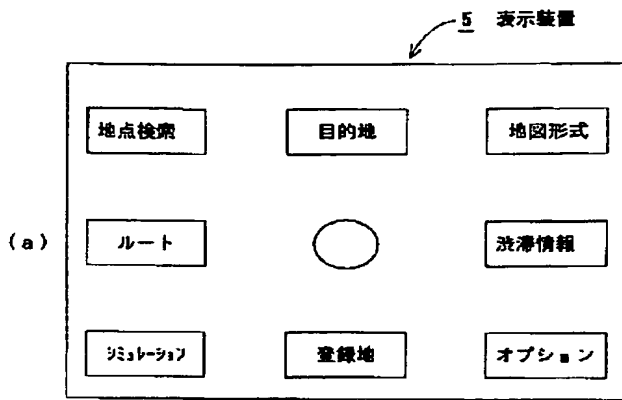 5 表示装置
地点検索 目的地 地図形式
(a) ルート 渋滞情報
シミュレーション 登録地 オプション